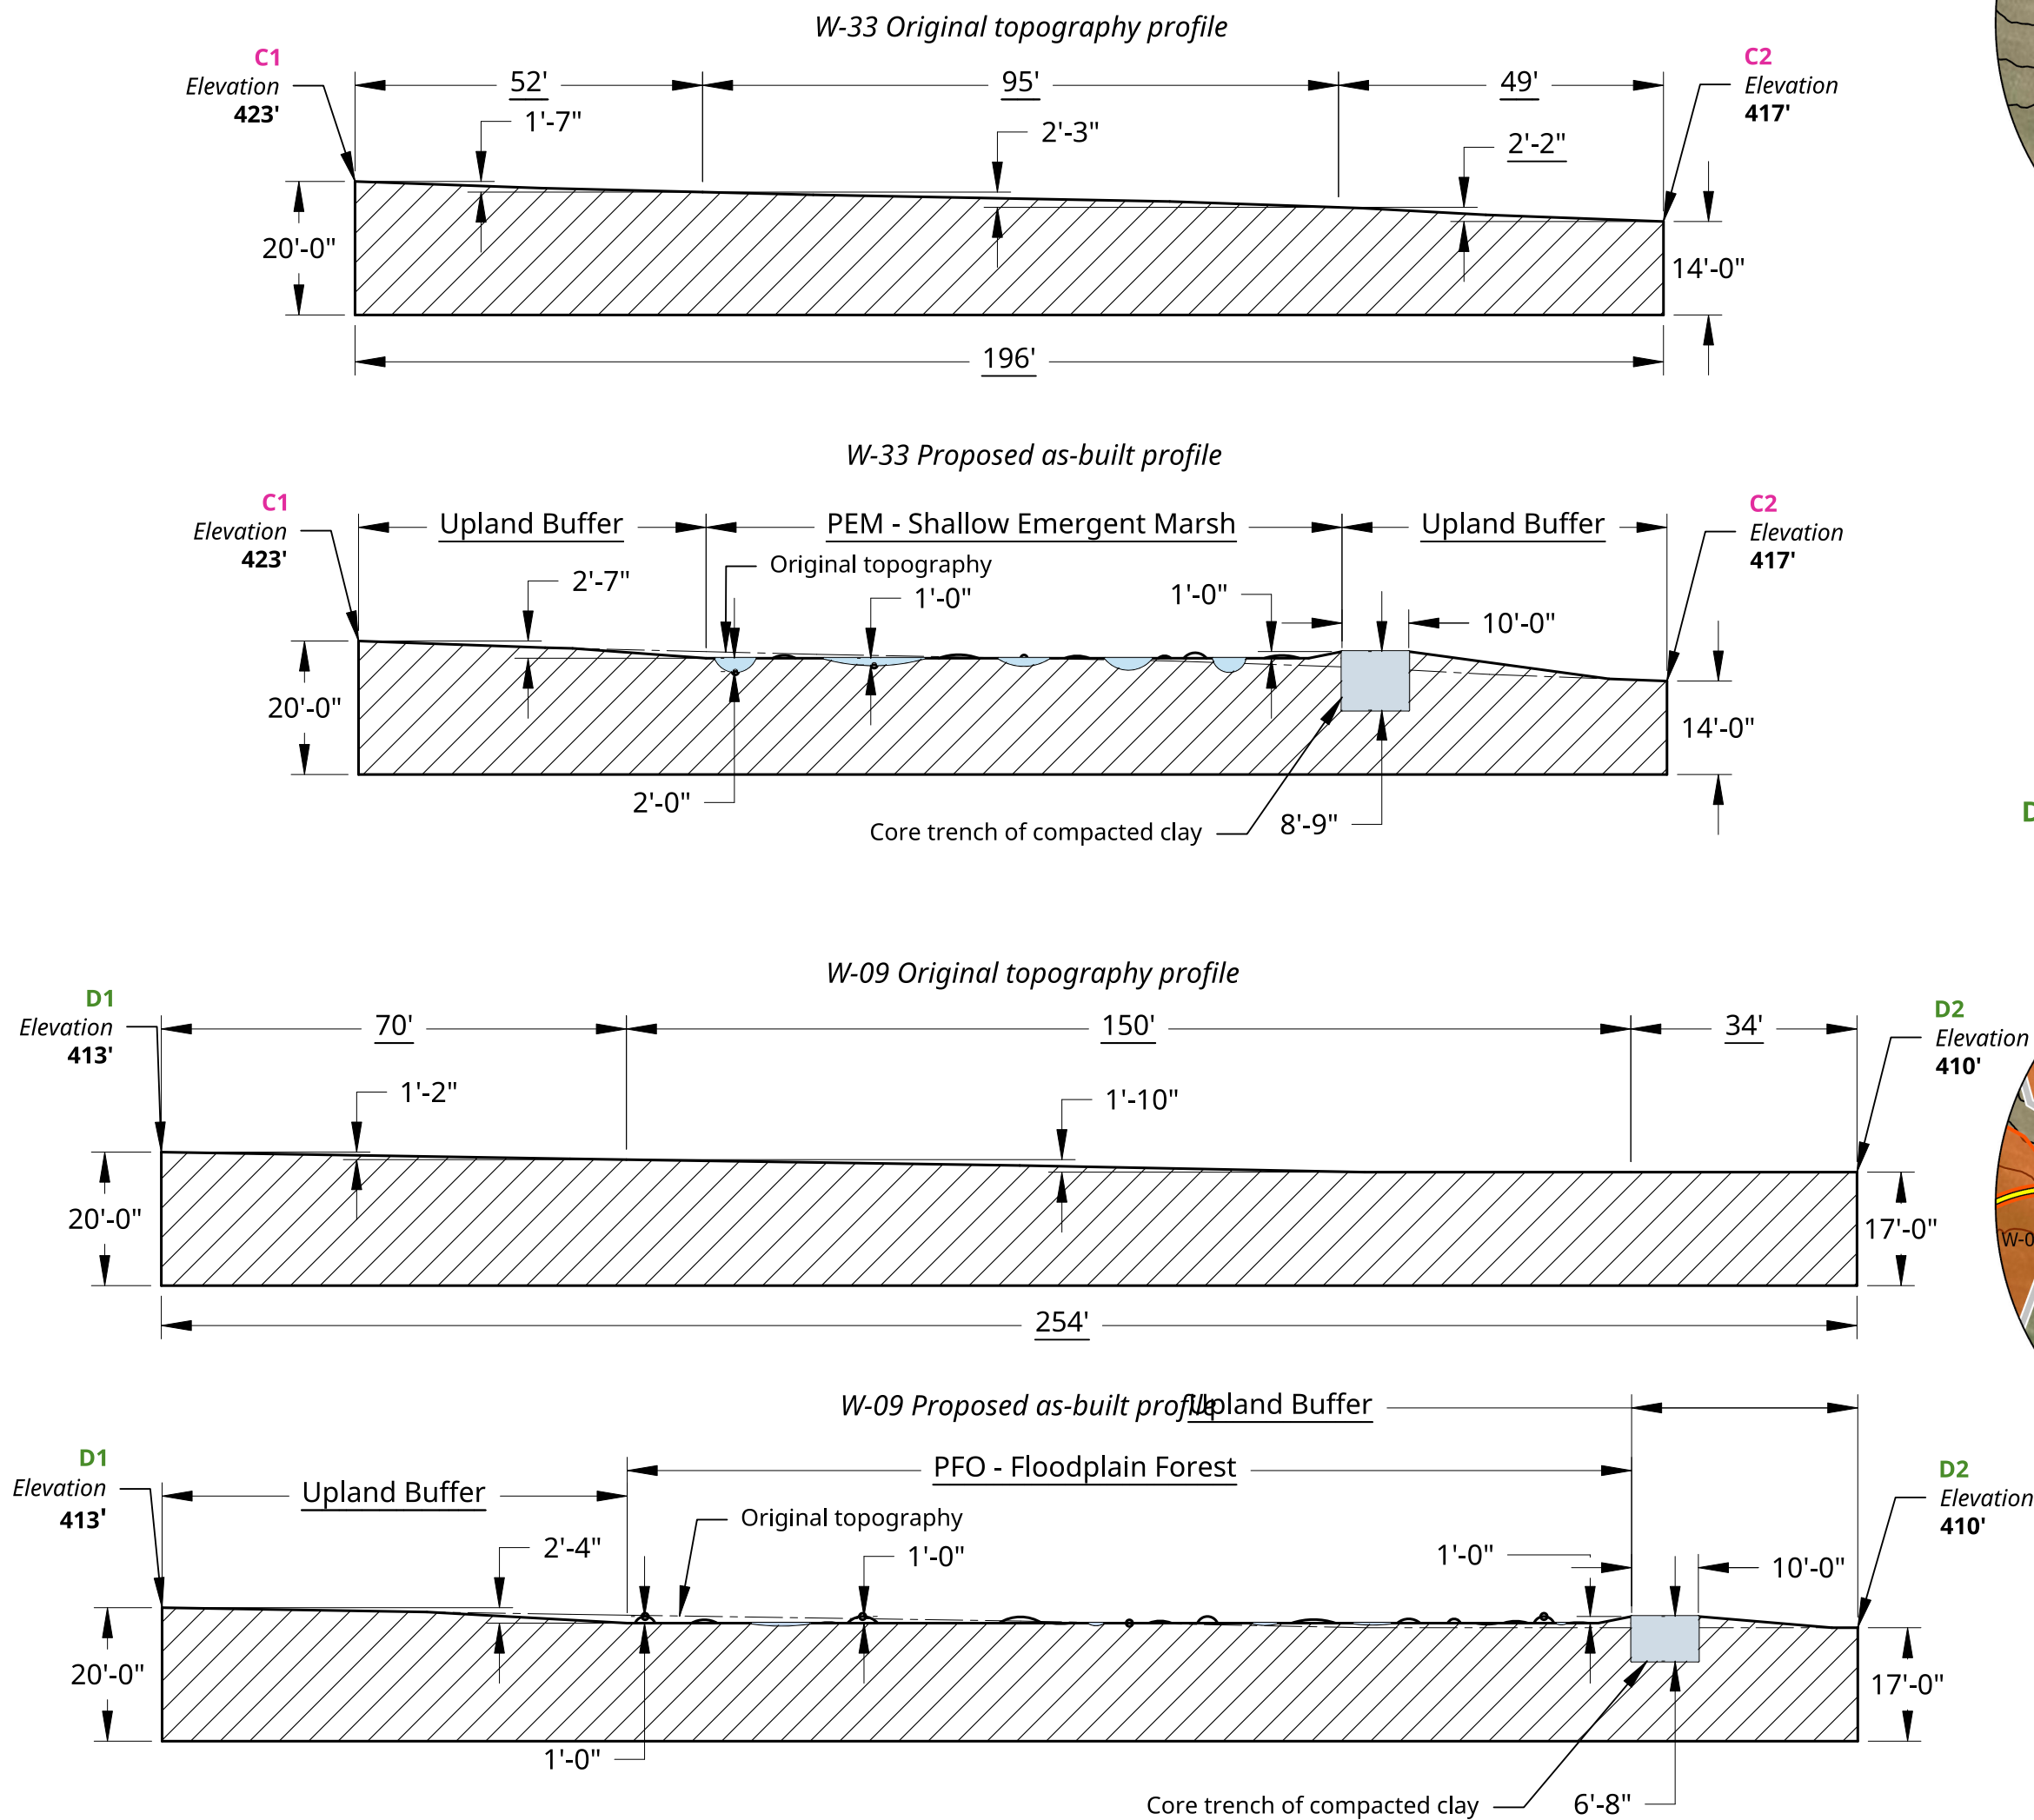 W-33 Original topography profile
C1
Elevation
423'
52'
95'
49'
C2
Elevation
417'
1'-7"
2'-3"
2'-2"
20'-0"
14'-0"
196'
W-33 Proposed as-built profile
C1
Elevation
423'
Upland Buffer
PEM - Shallow Emergent Marsh
Upland Buffer
C2
Elevation
417'
Original topography
2'-7"
1'-0"
1'-0"
10'-0"
20'-0"
14'-0"
2'-0"
Core trench of compacted clay
8'-9"
D
W-09 Original topography profile
D1
Elevation
413'
70'
150'
34'
D2
Elevation
410'
1'-2"
1'-10"
20'-0"
17'-0"
W-0
254'
W-09 Proposed as-built profile
Upland Buffer
D1
Elevation
413'
Upland Buffer
PFO - Floodplain Forest
D2
Elevation
410'
Original topography
2'-4"
1'-0"
1'-0"
10'-0"
20'-0"
17'-0"
1'-0"
Core trench of compacted clay
6'-8"